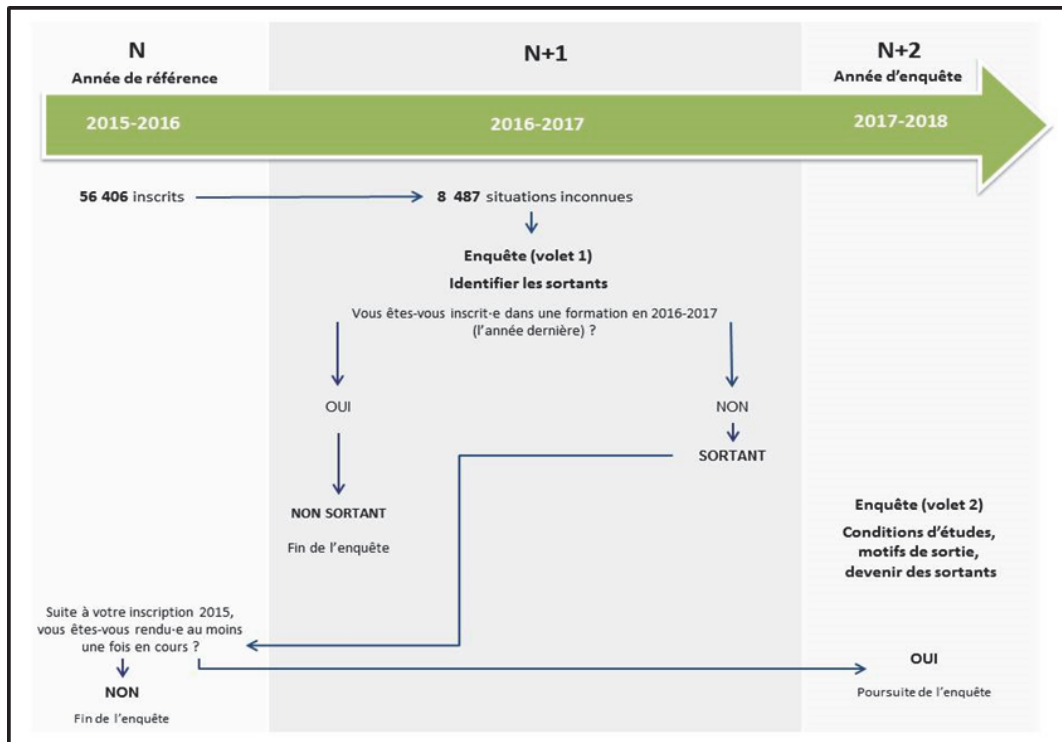 N
Année de référence
N+1
N+2
Année d'enquête
2015-2016
2016-2017
2017-2018
56 406 inscrits
8 487 situations inconnues
Enquête (volet 1)
Identifier les sortants
Vous êtes-vous inscrit·e dans une formation en 2016-2017
(l'année dernière) ?
OUI
NON
SORTANT
NON SORTANT
Fin de l'enquête
Enquête (volet 2)
Conditions d'études,
motifs de sortie,
devenir des sortants
Suite à votre inscription 2015,
vous êtes-vous rendu·e au moins
une fois en cours ?
NON
Fin de l'enquête
OUI
Poursuite de l'enquête